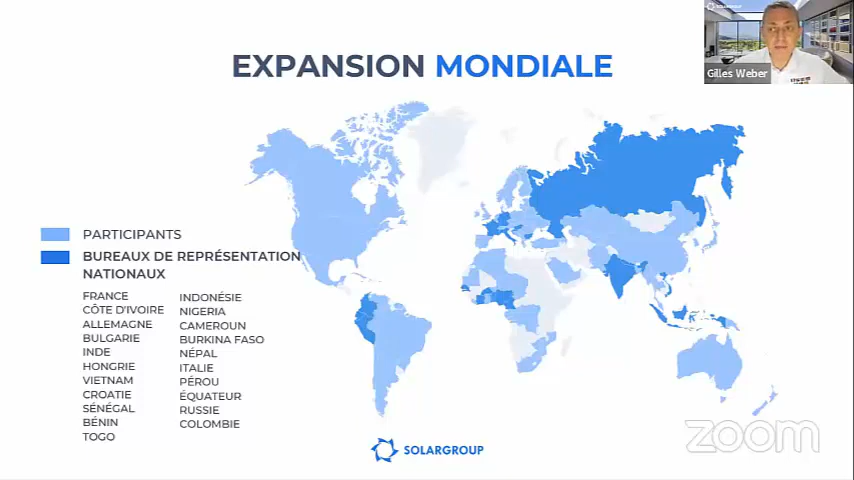 SOLARGROUP
Gilles Weber
EXPANSION MONDIALE
PARTICIPANTS
BUREAUX DE REPRÉSENTATION
NATIONAUX
FRANCE
CÔTE D'IVOIRE
ALLEMAGNE
BULGARIE
INDE
HONGRIE
VIETNAM
CROATIE
SÉNÉGAL
BÉNIN
TOGO
INDONÉSIE
NIGERIA
CAMEROUN
BURKINA FASO
NÉPAL
ITALIE
PÉROU
ÉQUATEUR
RUSSIE
COLOMBIE
SOLARGROUP
zoom